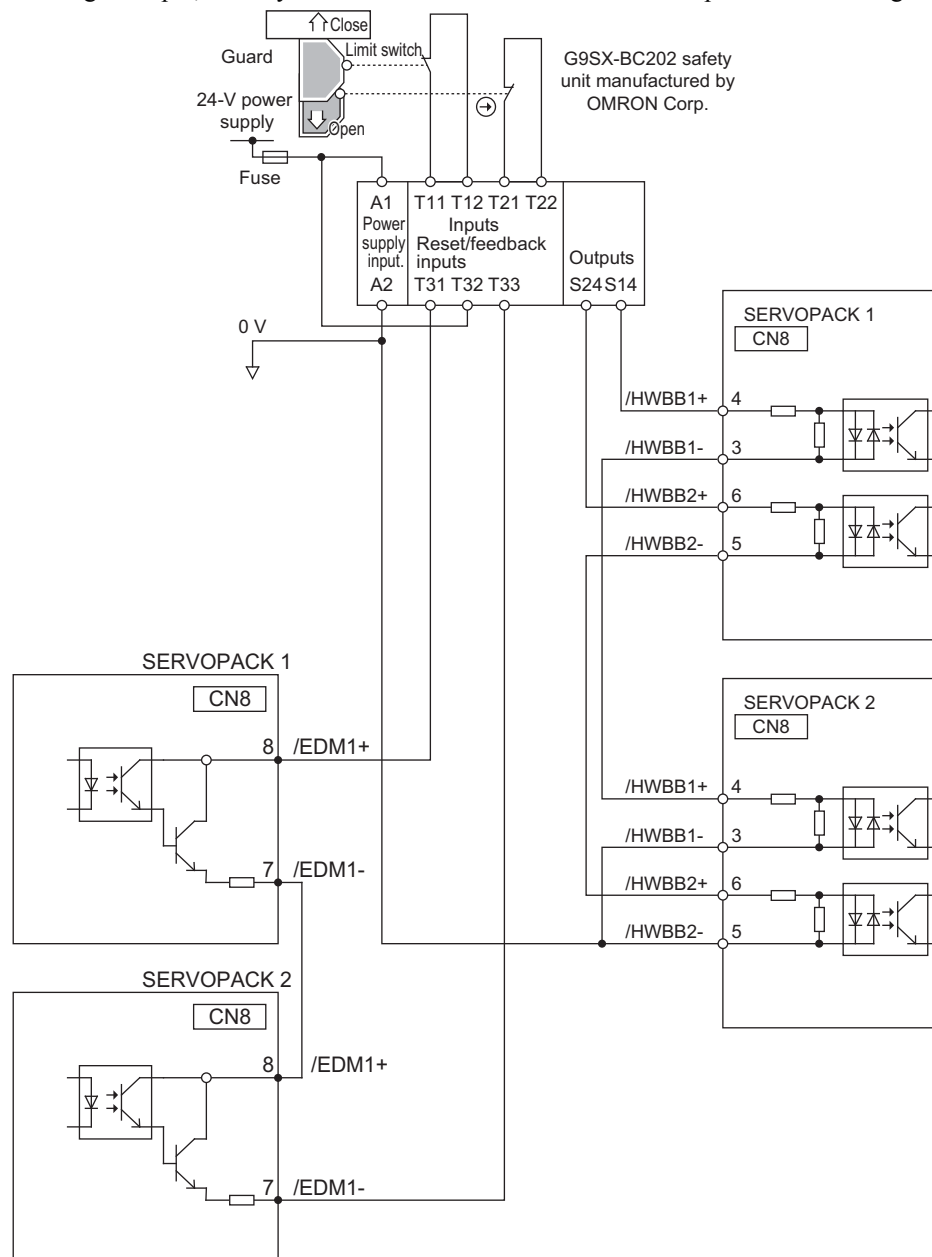 Close
Guard
Limit switch
G9SX-BC202 safety
unit manufactured by
OMRON Corp.
24-V power
supply
Open
Fuse
A1
T11 T12 T21 T22
Power
supply
input.
Inputs
Reset/feedback
inputs
Outputs
A2
T31 T32 T33
S24 S14
0 V
SERVOPACK 1
CN8
/HWBB1+
4
/HWBB1-
3
/HWBB2+
6
/HWBB2-
5
SERVOPACK 1
CN8
8
/EDM1+
7
/EDM1-
SERVOPACK 2
CN8
/HWBB1+
4
/HWBB1-
3
/HWBB2+
6
/HWBB2-
5
SERVOPACK 2
CN8
8
/EDM1+
7
/EDM1-